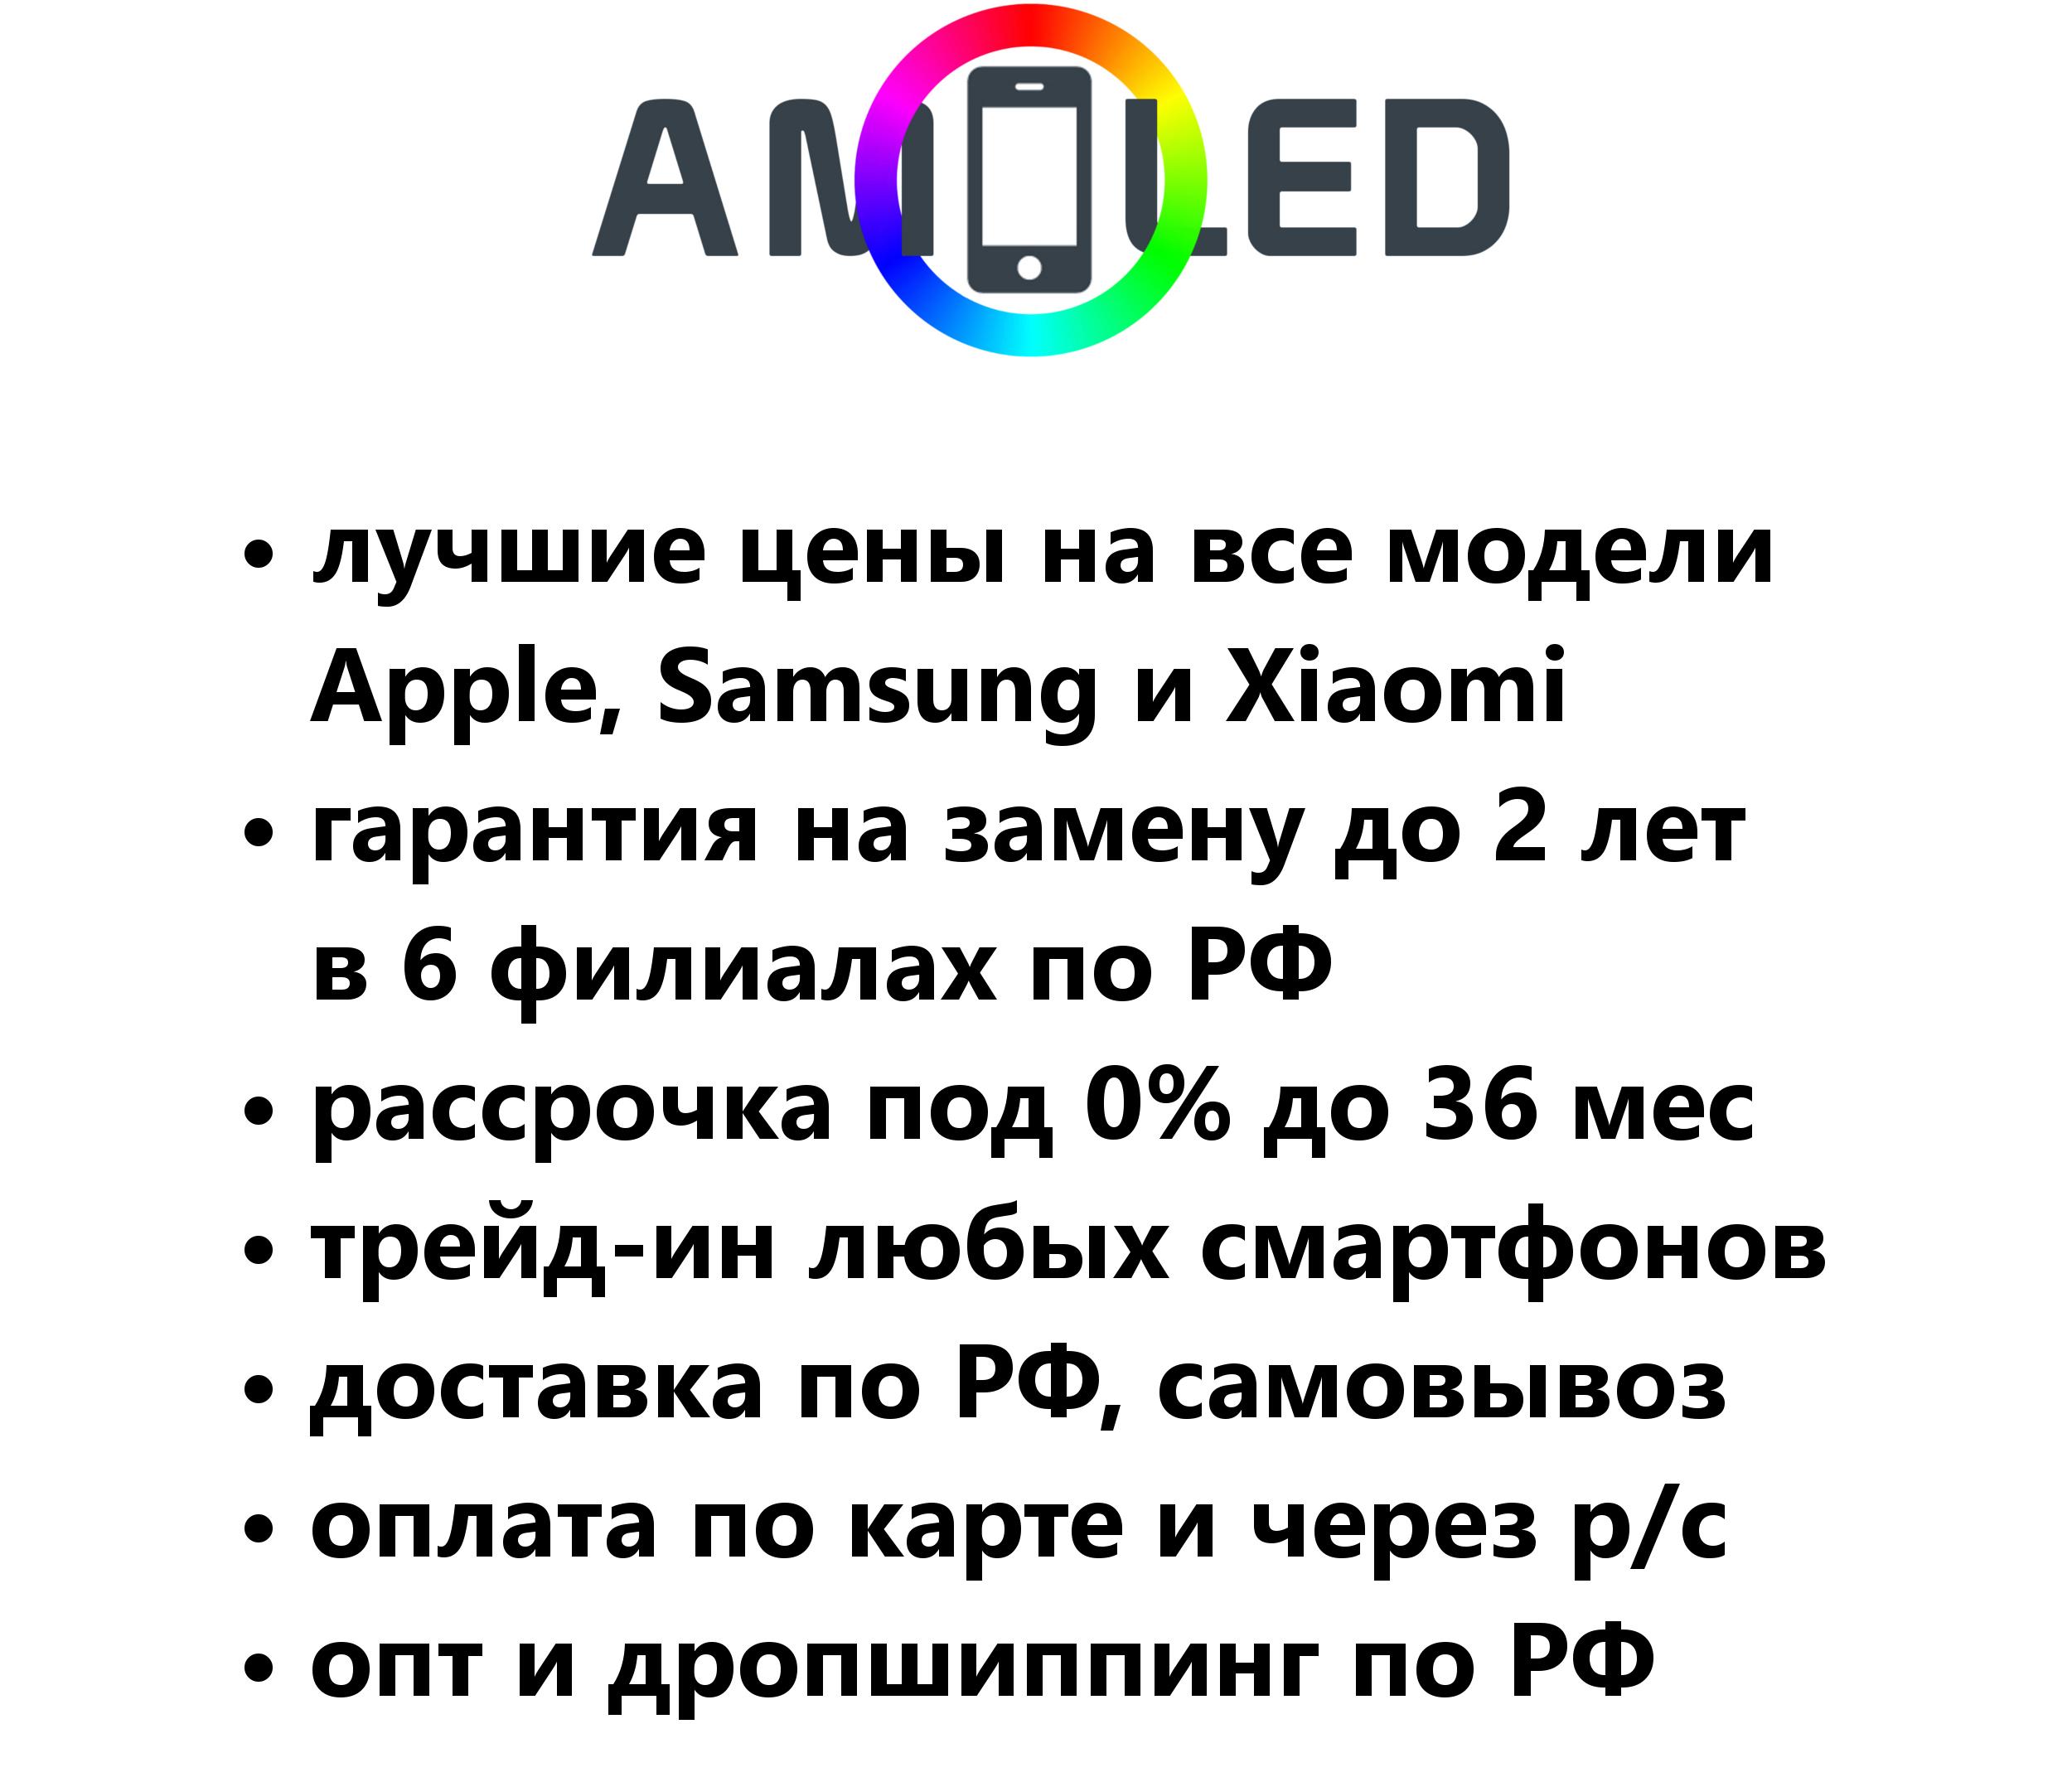 AMOLED
• лучшие цены на все модели
Apple, Samsung и Xiaomi
• гарантия на замену до 2 лет
в 6 филиалах по РФ
• рассрочка под 0% до 36 мес
• трейд-ин любых смартфонов
• доставка по РФ, самовывоз
• оплата по карте и через р/с
• опт и дропшиппинг по РФ